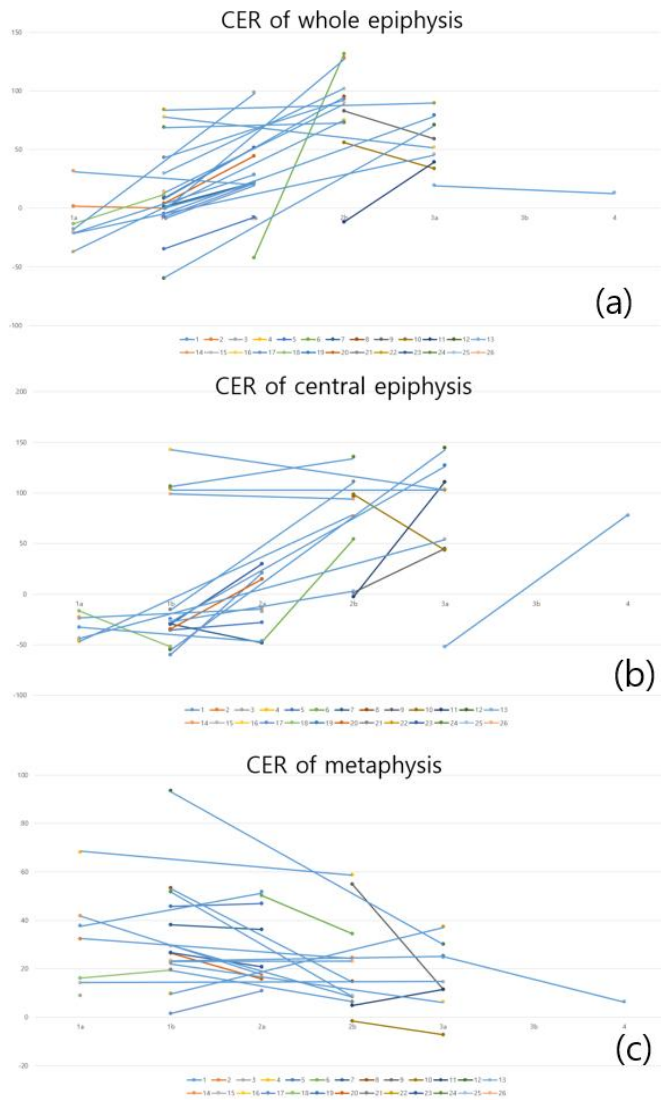 CER of whole epiphysis
150
100
50
0
1a 1b 2a 2b 3a 3b 4
-50
-100
(a)
1 2 3 4 5 6 7 8 9 10 11 12 13
14 15 16 17 18 19 20 21 22 23 24 25 26
CER of central epiphysis
200
150
100
50
0
1a 1b 2a 2b 3a 3b 4
-50
-100
(b)
1 2 3 4 5 6 7 8 9 10 11 12 13
14 15 16 17 18 19 20 21 22 23 24 25 26
CER of metaphysis
100
80
60
40
20
0
1a 1b 2a 2b 3a 3b 4
-20
(c)
1 2 3 4 5 6 7 8 9 10 11 12 13
14 15 16 17 18 19 20 21 22 23 24 25 26